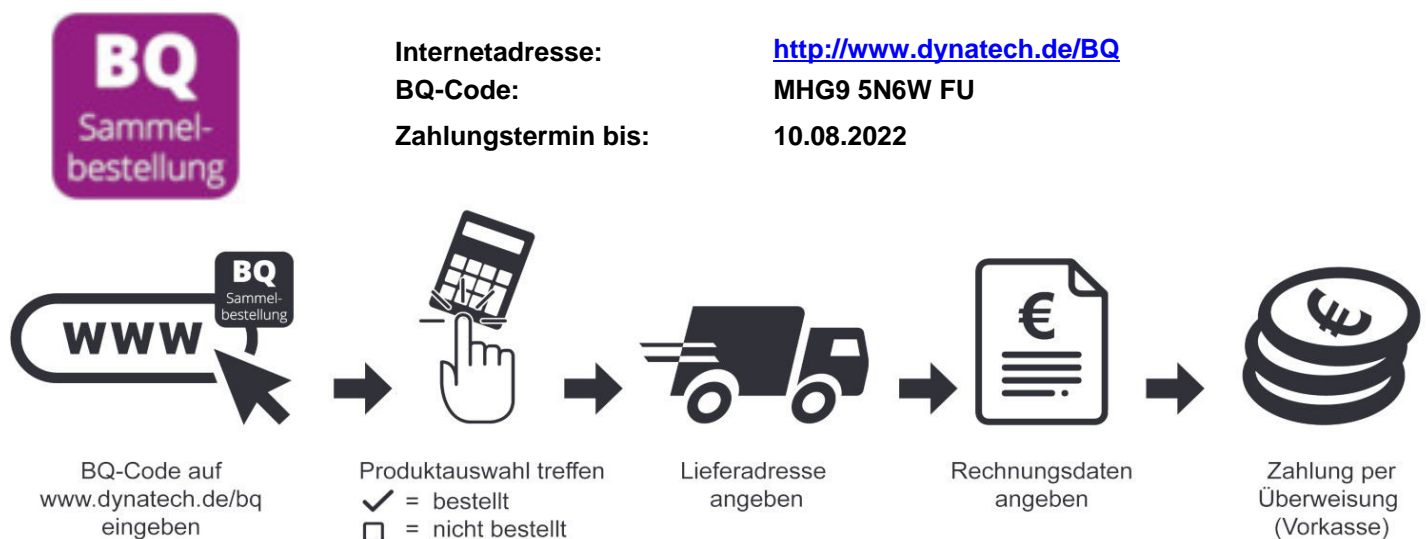 BQ
Sammel-
bestellung
Internetadresse: http://www.dynatech.de/BQ
BQ-Code: MHG9 5N6W FU
Zahlungstermin bis: 10.08.2022
BQ
Sammel-
bestellung
WWW
€
€
BQ-Code auf
www.dynatech.de/bq
eingeben
Produktauswahl treffen
✓ = bestellt
☐ = nicht bestellt
Lieferadresse
angeben
Rechnungsdaten
angeben
Zahlung per
Überweisung
(Vorkasse)